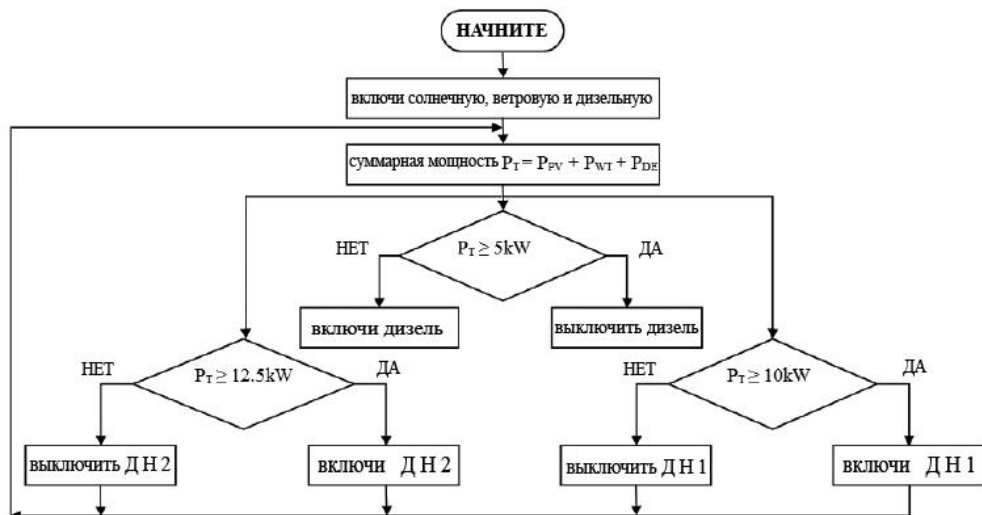 НАЧНИТЕ
включи солнечную, ветровую и дизельную
суммарная мощность P_T = P_PV + P_WT + P_DE
P_T ≥ 5kW
НЕТ
ДА
включи дизель
выключить дизель
НЕТ
P_T ≥ 12.5kW
ДА
НЕТ
P_T ≥ 10kW
ДА
выключить Д Н 2
включи Д Н 2
выключить Д Н 1
включи Д Н 1